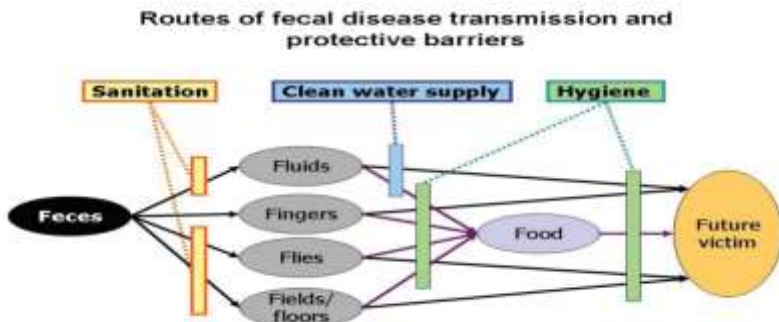 Routes of fecal disease transmission and
protective barriers
Sanitation
Clean water supply
Hygiene
Fluids
Feces
Fingers
Food
Future
victim
Flies
Fields/
floors